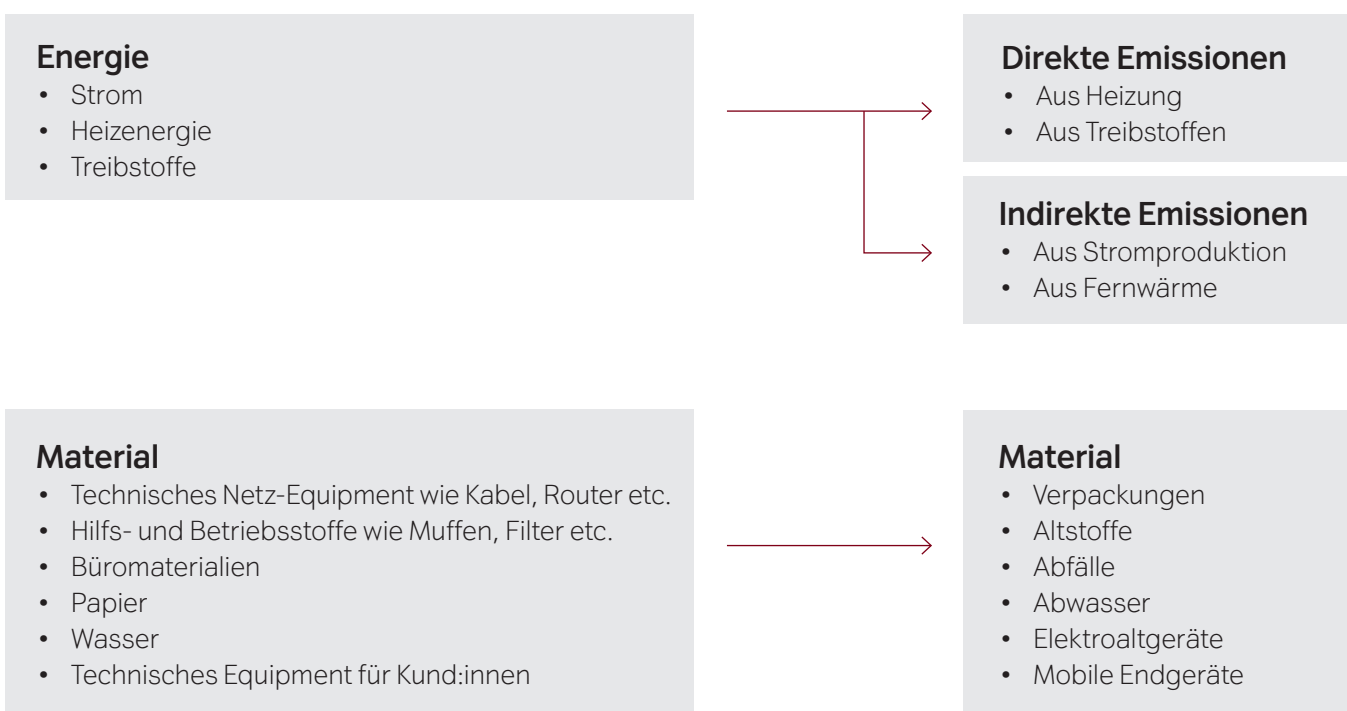 Energie
• Strom
• Heizenergie
• Treibstoffe
Direkte Emissionen
• Aus Heizung
• Aus Treibstoffen
Indirekte Emissionen
• Aus Stromproduktion
• Aus Fernwärme
Material
• Technisches Netz-Equipment wie Kabel, Router etc.
• Hilfs- und Betriebsstoffe wie Muffen, Filter etc.
• Büromaterialien
• Papier
• Wasser
• Technisches Equipment für Kund:innen
Material
• Verpackungen
• Altstoffe
• Abfälle
• Abwasser
• Elektroaltgeräte
• Mobile Endgeräte